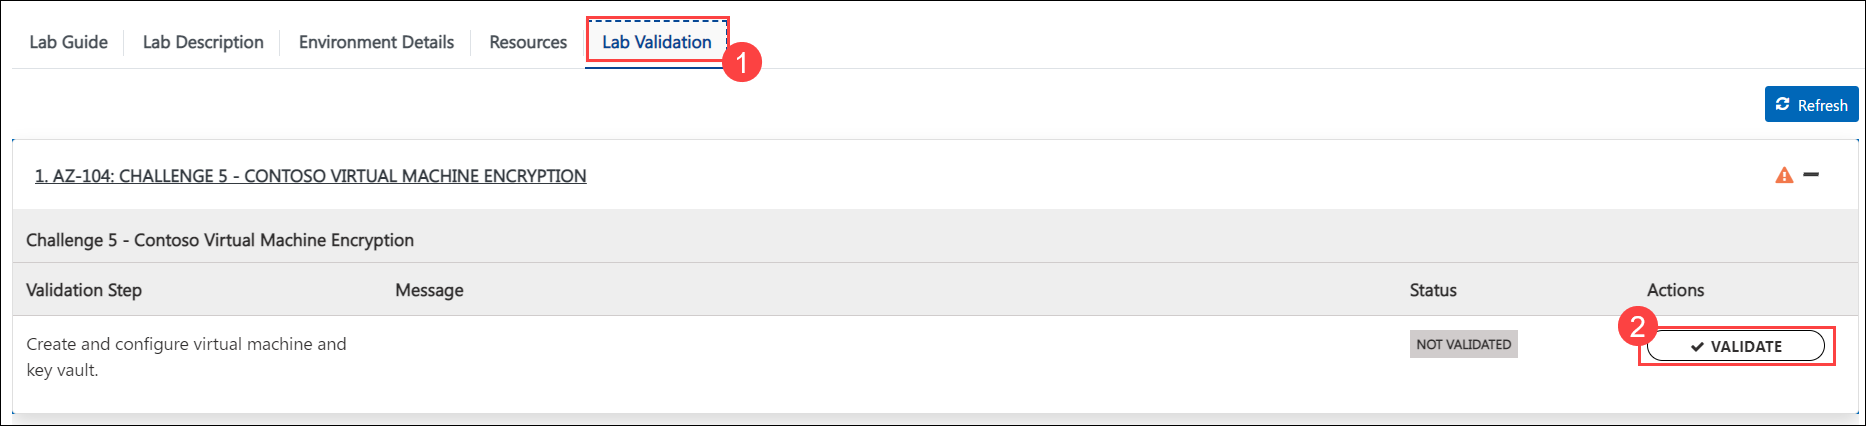 Lab Guide Lab Description Environment Details Resources Lab Validation
1
Refresh
1. AZ-104: CHALLENGE 5 - CONTOSO VIRTUAL MACHINE ENCRYPTION
Challenge 5 - Contoso Virtual Machine Encryption
Validation Step Message Status Actions
2
Create and configure virtual machine and NOT VALIDATED VALIDATE
key vault.